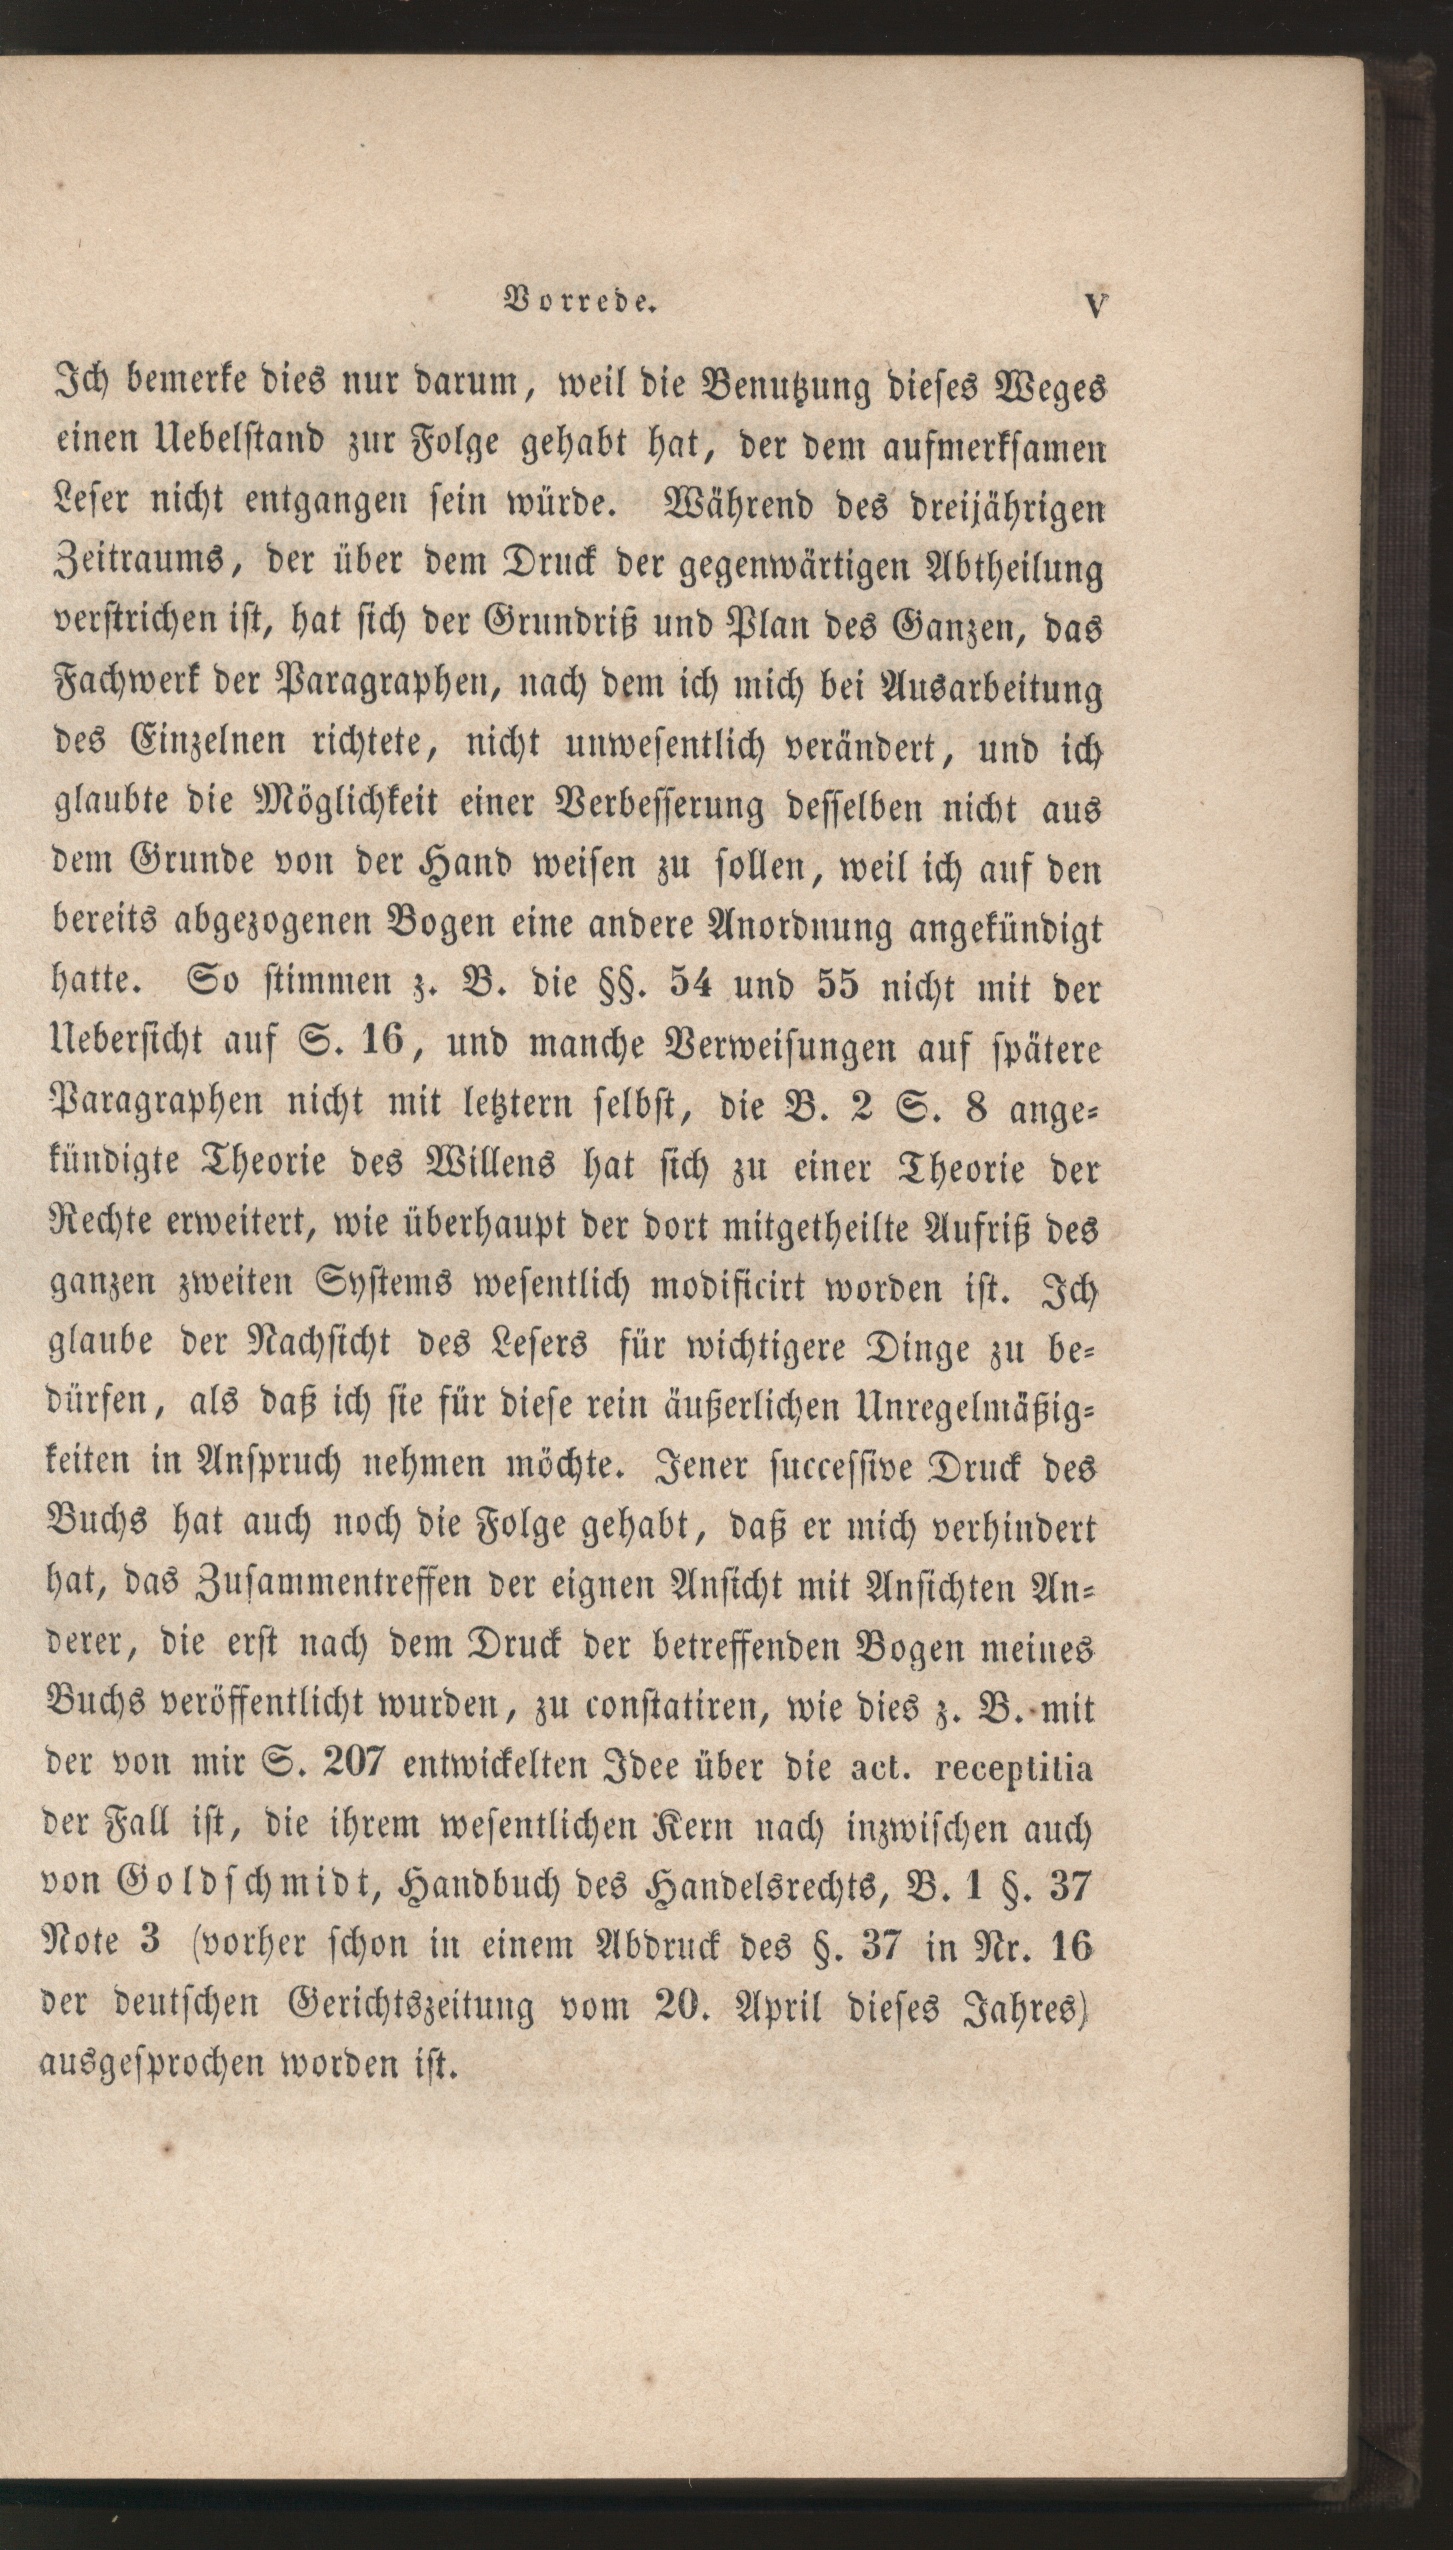 Vorrede. V
Ich bemerke dies nur darum, weil die Benutzung dieses Weges
einen Uebelstand zur Folge gehabt hat, der dem aufmerksamen
Leser nicht entgangen sein würde. Während des dreijährigen
Zeitraums, der über dem Druck der gegenwärtigen Abtheilung
verstrichen ist, hat sich der Grundriß und Plan des Ganzen, das
Fachwerk der Paragraphen, nach dem ich mich bei Ausarbeitung
des Einzelnen richtete, nicht unwesentlich verändert, und ich
glaubte die Möglichkeit einer Verbesserung desselben nicht aus
dem Grunde von der Hand weisen zu sollen, weil ich auf den
bereits abgezogenen Bogen eine andere Anordnung angekündigt
hatte. So stimmen z. B. die §§. 54 und 55 nicht mit der
Uebersicht auf S. 16, und manche Verweisungen auf spätere
Paragraphen nicht mit letztern selbst, die B. 2 S. 8 ange-
kündigte Theorie des Willens hat sich zu einer Theorie der
Rechte erweitert, wie überhaupt der dort mitgetheilte Aufriß des
ganzen zweiten Systems wesentlich modificirt worden ist. Ich
glaube der Nachsicht des Lesers für wichtigere Dinge zu be-
dürfen, als daß ich sie für diese rein äußerlichen Unregelmäßig-
keiten in Anspruch nehmen möchte. Jener successive Druck des
Buchs hat auch noch die Folge gehabt, daß er mich verhindert
hat, das Zusammentreffen der eignen Ansicht mit Ansichten An-
derer, die erst nach dem Druck der betreffenden Bogen meines
Buchs veröffentlicht wurden, zu constatiren, wie dies z. B. mit
der von mir S. 207 entwickelten Idee über die act. receptitia
der Fall ist, die ihrem wesentlichen Kern nach inzwischen auch
von Goldschmidt, Handbuch des Handelsrechts, B. 1 §. 37
Note 3 (vorher schon in einem Abdruck des §. 37 in Nr. 16
der deutschen Gerichtszeitung vom 20. April dieses Jahres)
ausgesprochen worden ist.